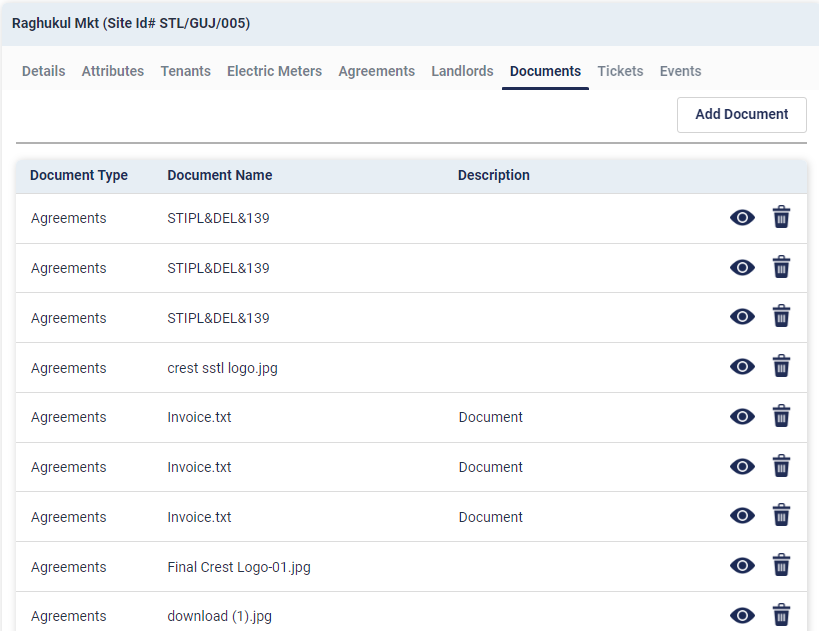 Raghukul Mkt (Site Id# STL/GUJ/005)
Details Attributes Tenants Electric Meters Agreements Landlords Documents Tickets Events
Add Document
Document Type Document Name Description
Agreements STIPL&DEL&139
Agreements STIPL&DEL&139
Agreements STIPL&DEL&139
Agreements crest sstl logo.jpg
Agreements Invoice.txt Document
Agreements Invoice.txt Document
Agreements Invoice.txt Document
Agreements Final Crest Logo-01.jpg
Agreements download (1).jpg